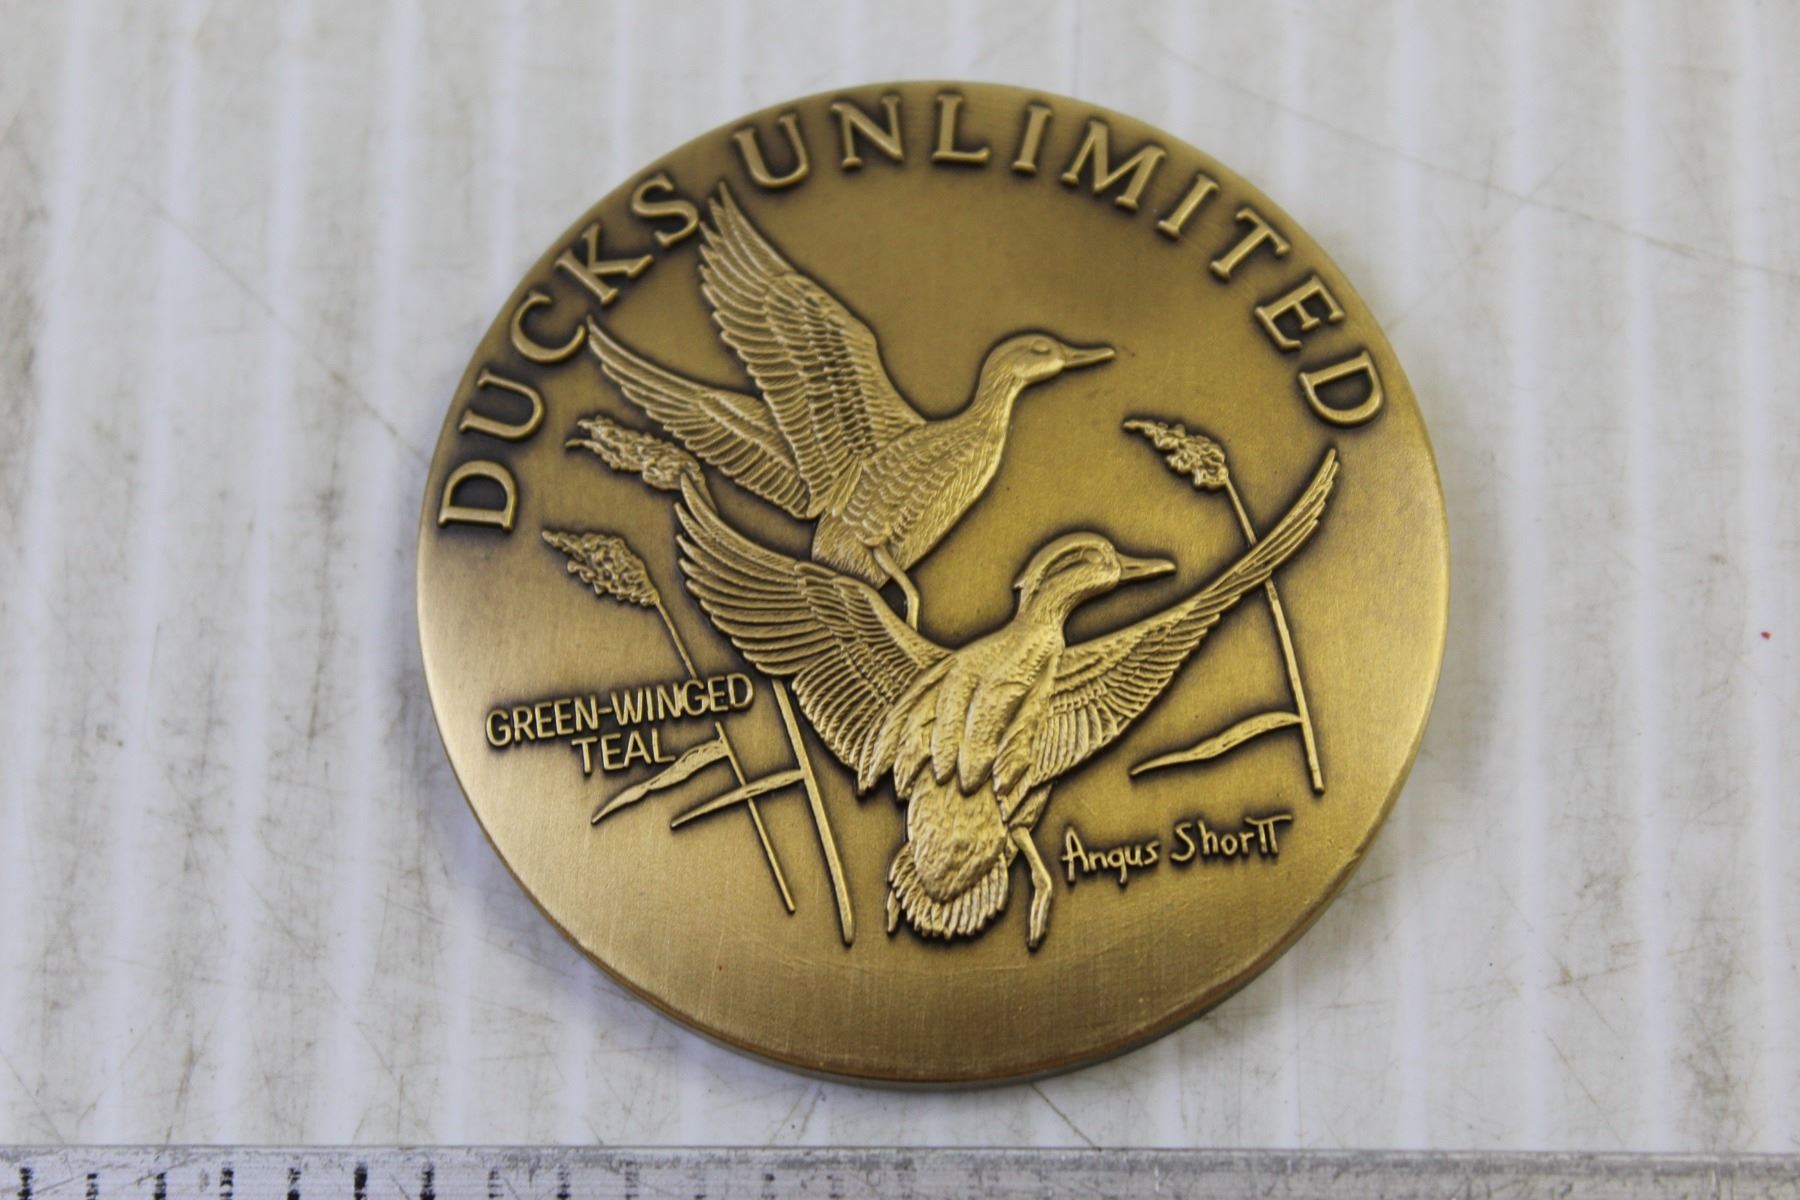 DUCKS UNLIMITED
GREEN-WINGED
TEAL
Angus Shortt